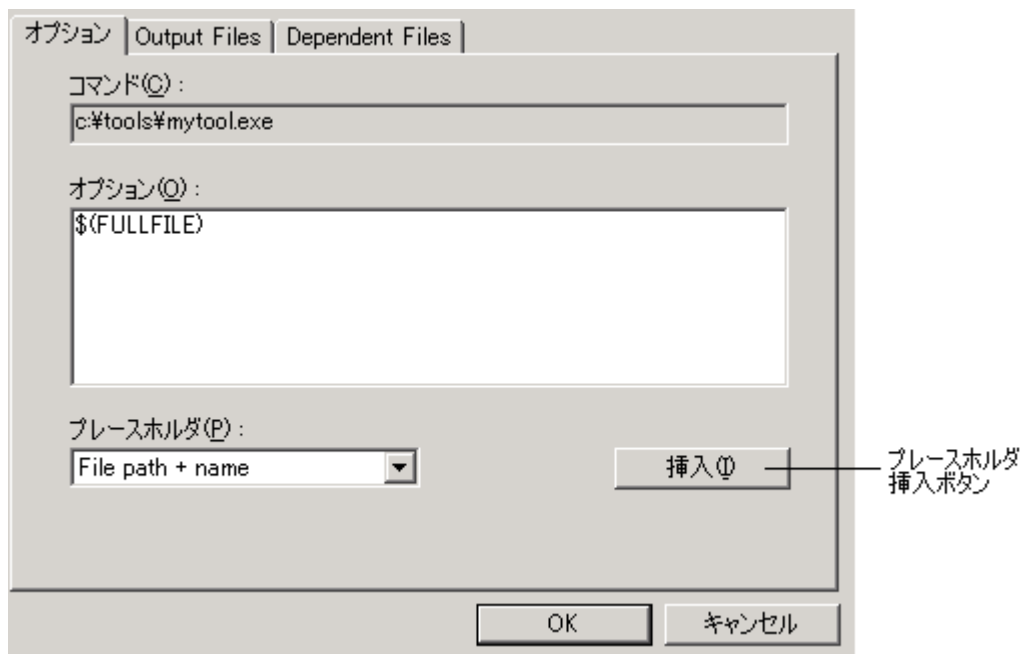 オプション Output Files Dependent Files
コマンド(C):
c:¥tools¥mytool.exe
オプション(O):
$(FULLFILE)
プレースホルダ(P):
File path + name
挿入(I)
プレースホルダ
挿入ボタン
OK キャンセル